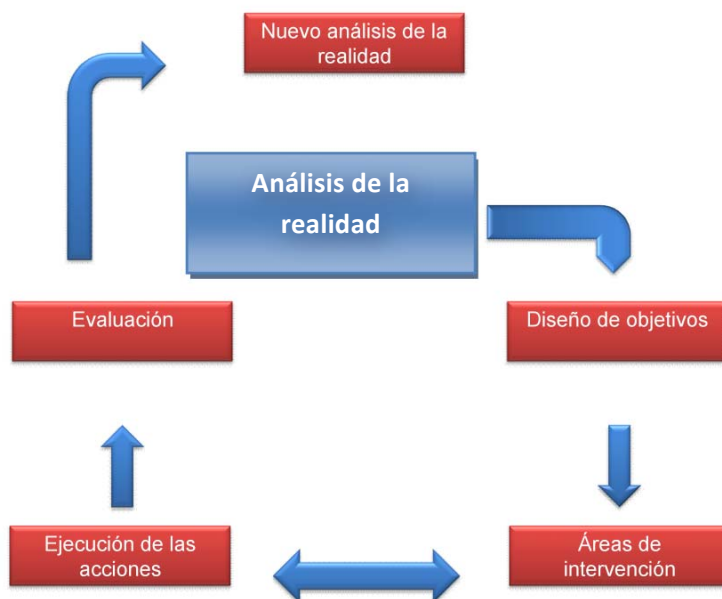 Nuevo análisis de la
realidad
Análisis de la
realidad
Evaluación
Diseño de objetivos
Ejecución de las
acciones
Áreas de
intervención